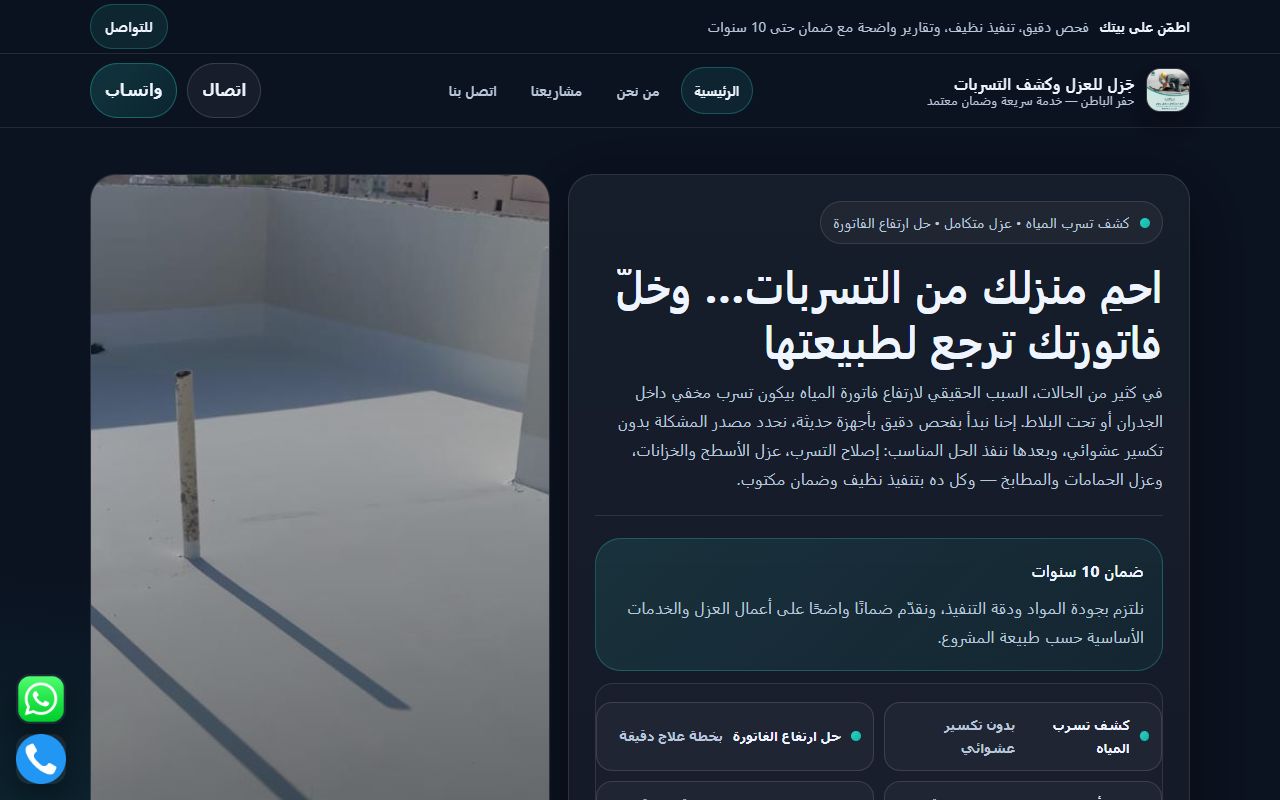 اطمّن على بيتك فحص دقيق، تنفيذ نظيف، وتقارير واضحة مع ضمان حتى 10 سنوات
للتواصل
جَزل للعزل وكشف التسربات
حفر الباطن — خدمة سريعة وضمان معتمد
الرئيسية
من نحن
مشاريعنا
اتصل بنا
اتصال
واتساب
كشف تسرب المياه • عزل متكامل • حل ارتفاع الفاتورة
احمِ منزلك من التسربات... وخلّ
فاتورتك ترجع لطبيعتها
في كثير من الحالات، السبب الحقيقي لارتفاع فاتورة المياه بيكون تسرب مخفي داخل
الجدران أو تحت البلاط. إحنا نبدأ بفحص دقيق بأجهزة حديثة، نحدد مصدر المشكلة بدون
تكسير عشوائي، وبعدها ننفذ الحل المناسب: إصلاح التسرب، عزل الأسطح والخزانات،
وعزل الحمامات والمطابخ — وكل ده بتنفيذ نظيف وضمان مكتوب.
ضمان 10 سنوات
نلتزم بجودة المواد ودقة التنفيذ، ونقدّم ضمانًا واضحًا على أعمال العزل والخدمات
الأساسية حسب طبيعة المشروع.
كشف تسرب
المياه
بدون تكسير
عشوائي
حل ارتفاع الفاتورة بخطة علاج دقيقة